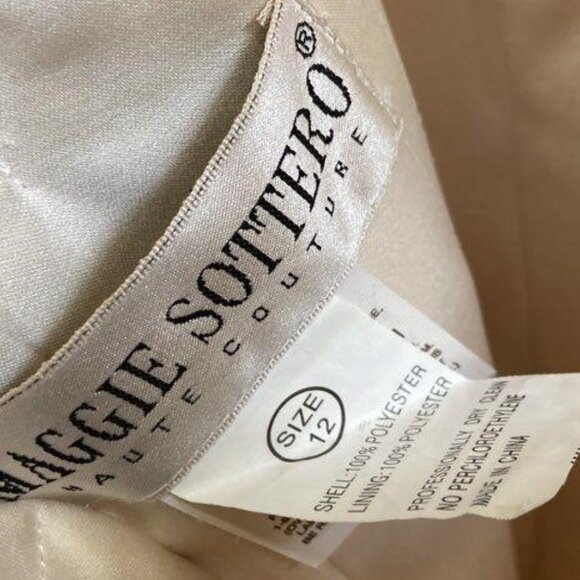 MAGGIE SOTTERO®
HAUTE COUTURE
SIZE
12
SHELL:100%POLYESTER
LINING:100%POLYESTER
PROFESSIONALLY DRY CLEAN
NO PERCHLOROETHYLENE
MADE IN CHINA